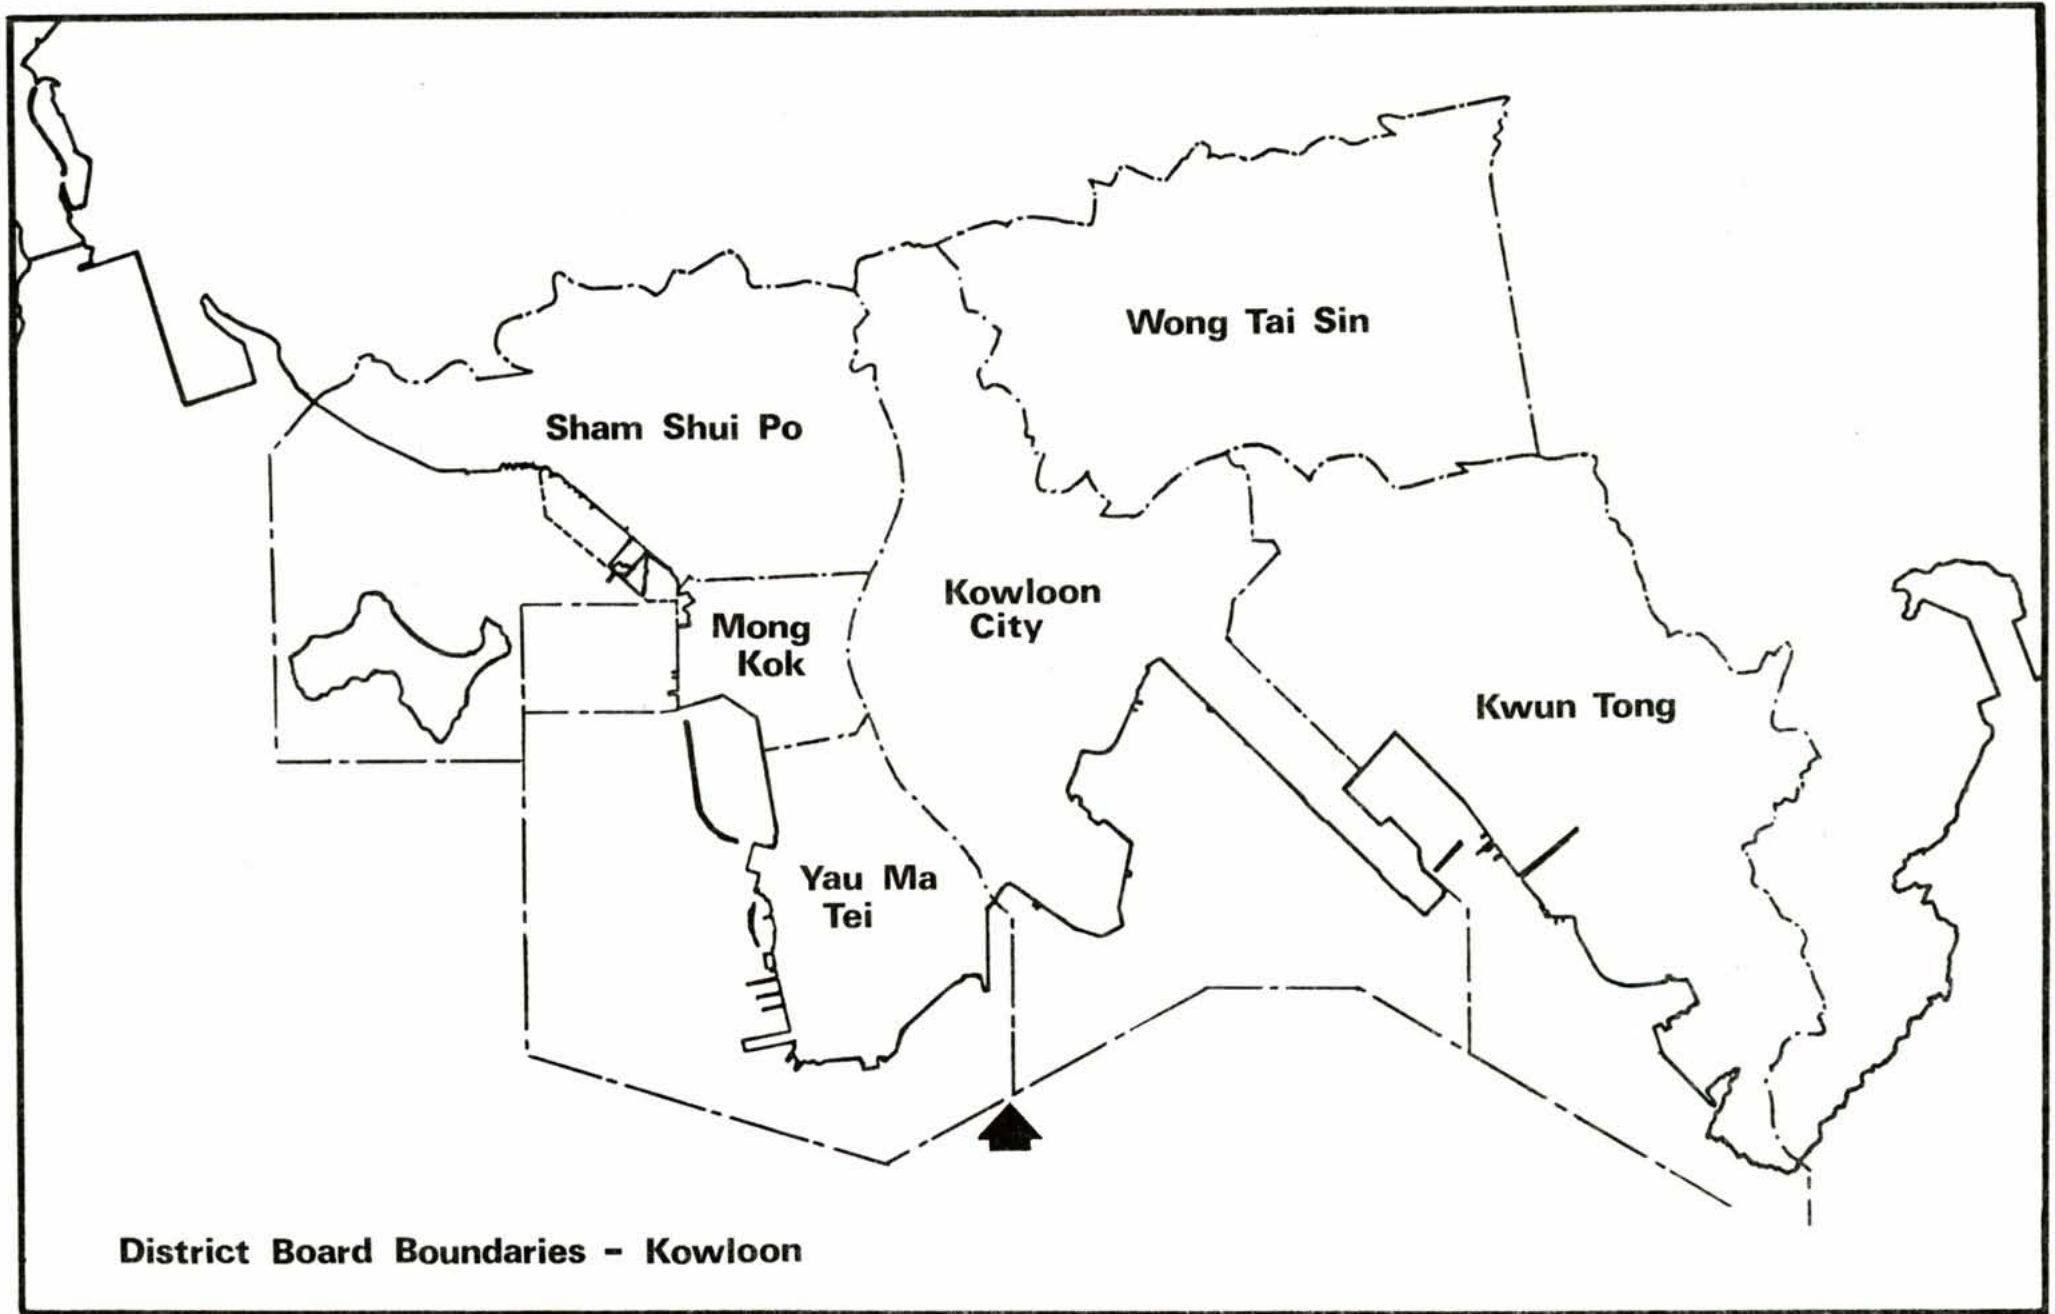 Wong Tai Sin
Sham Shui Po
Kowloon
City
Mong
Kok
Kwun Tong
Yau Ma
Tei
District Board Boundaries - Kowloon